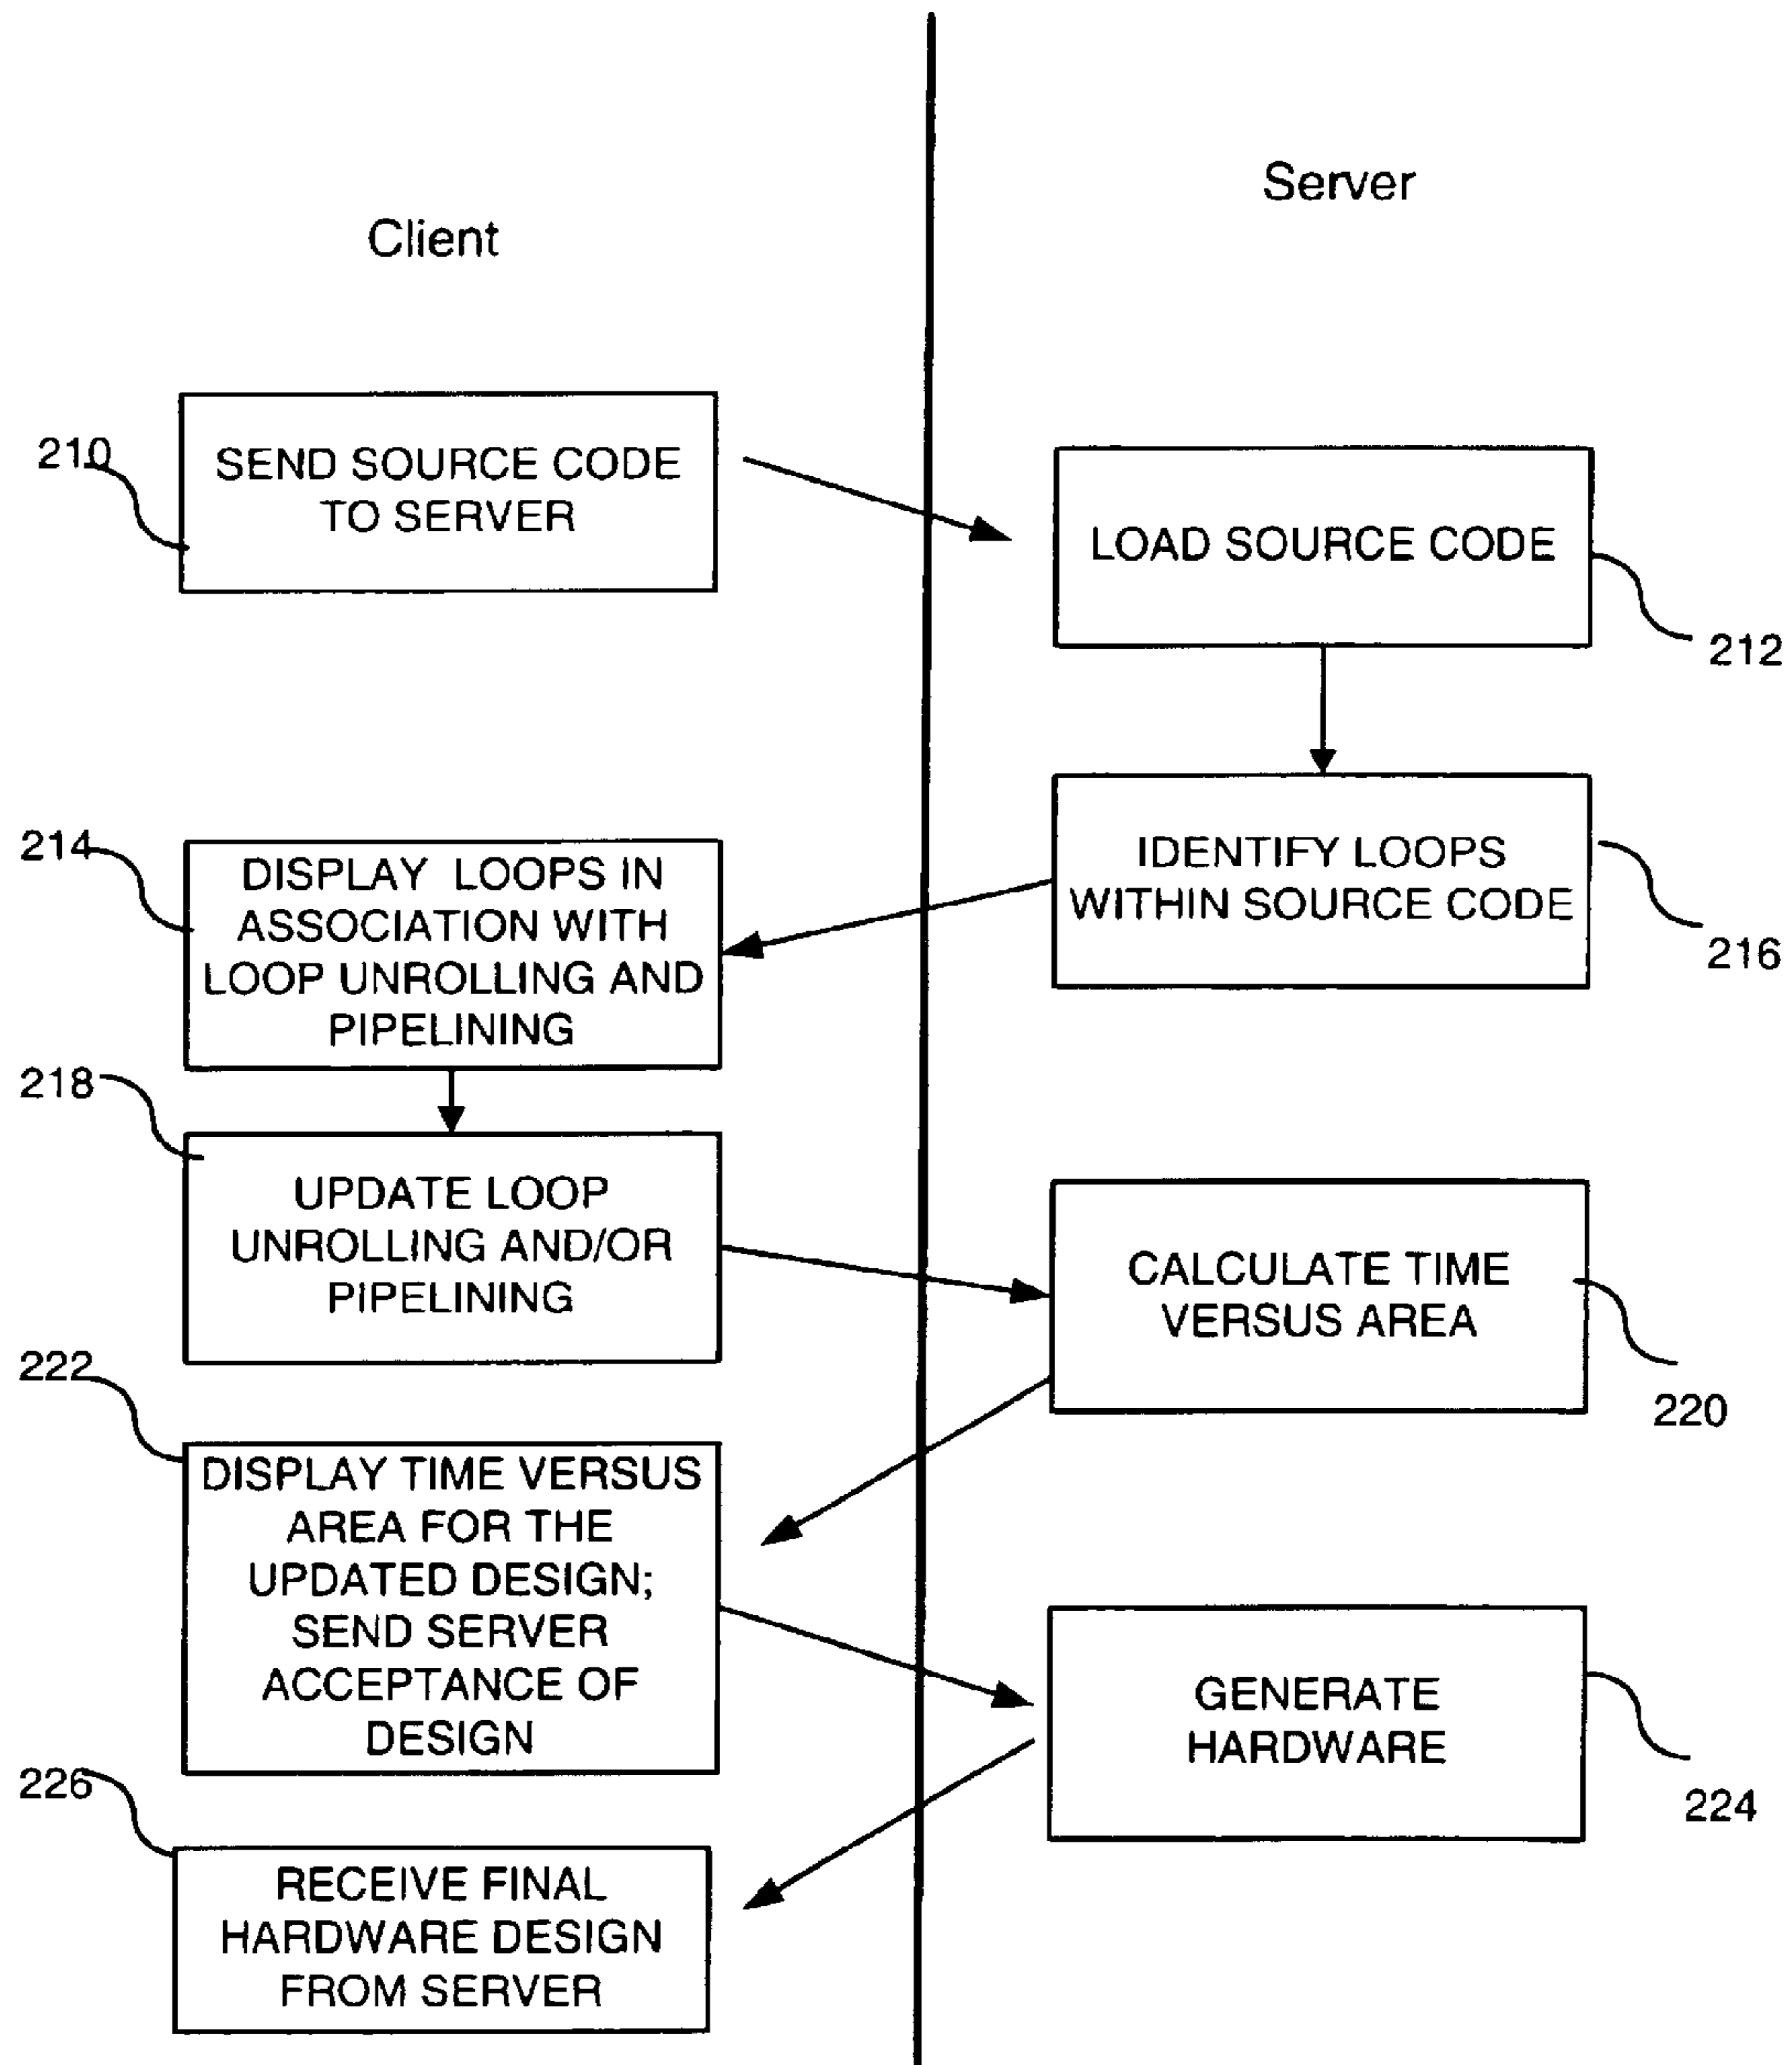 Server
Client
210
SEND SOURCE CODE
TO SERVER
LOAD SOURCE CODE
212
214
DISPLAY LOOPS IN
ASSOCIATION WITH
LOOP UNROLLING AND
PIPELINING
IDENTIFY LOOPS
WITHIN SOURCE CODE
216
218
UPDATE LOOP
UNROLLING AND/OR
PIPELINING
CALCULATE TIME
VERSUS AREA
220
222
DISPLAY TIME VERSUS
AREA FOR THE
UPDATED DESIGN;
SEND SERVER
ACCEPTANCE OF
DESIGN
GENERATE
HARDWARE
224
226
RECEIVE FINAL
HARDWARE DESIGN
FROM SERVER